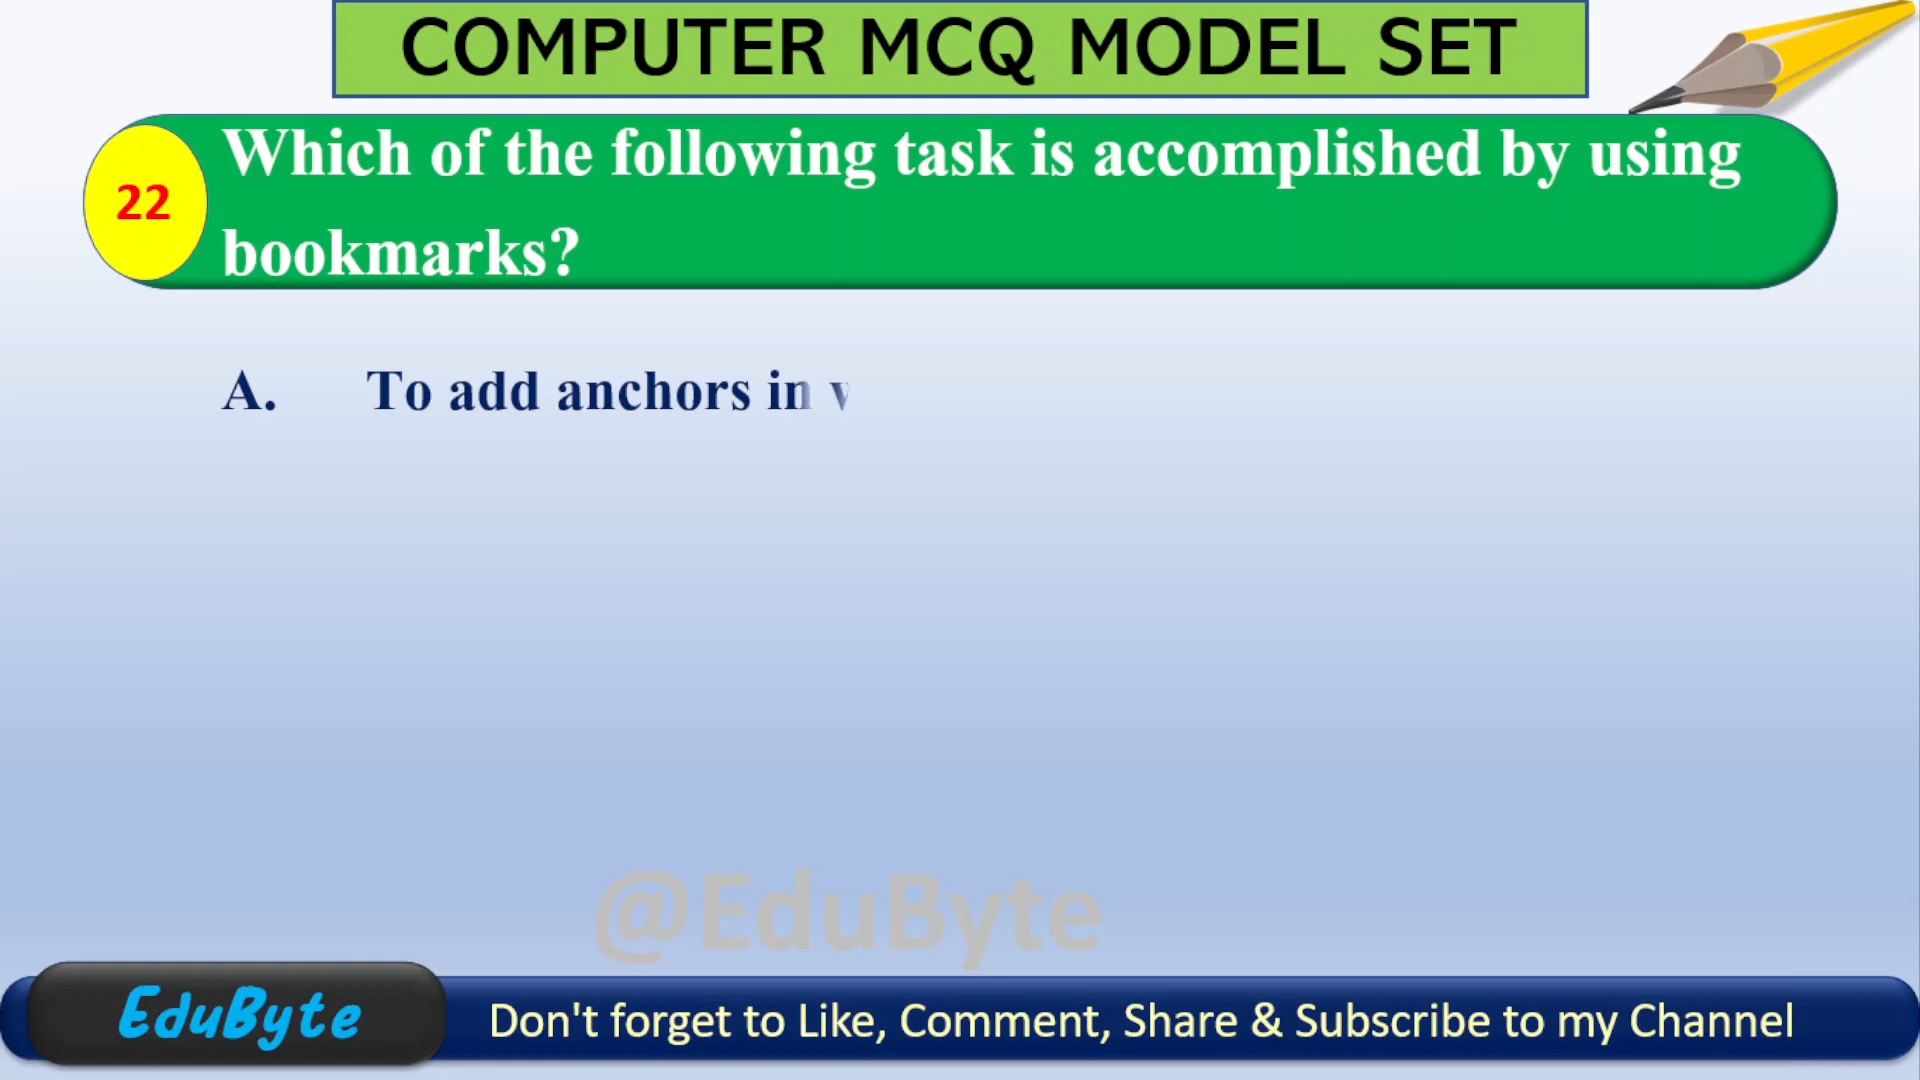 COMPUTER MCQ MODEL SET
22
Which of the following task is accomplished by using
bookmarks?
A. To add anchors in
@EduByte
EduByte
Don't forget to Like, Comment, Share & Subscribe to my Channel